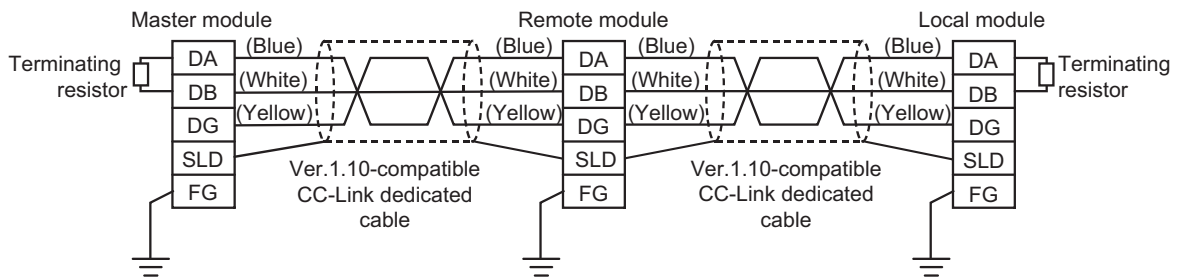 Master module
Remote module
Local module
Terminating
resistor
DA
DB
DG
SLD
FG
(Blue)
(White)
(Yellow)
Ver.1.10-compatible
CC-Link dedicated
cable
(Blue)
(White)
(Yellow)
DA
DB
DG
SLD
FG
(Blue)
(White)
(Yellow)
Ver.1.10-compatible
CC-Link dedicated
cable
(Blue)
(White)
(Yellow)
DA
DB
DG
SLD
FG
Terminating
resistor